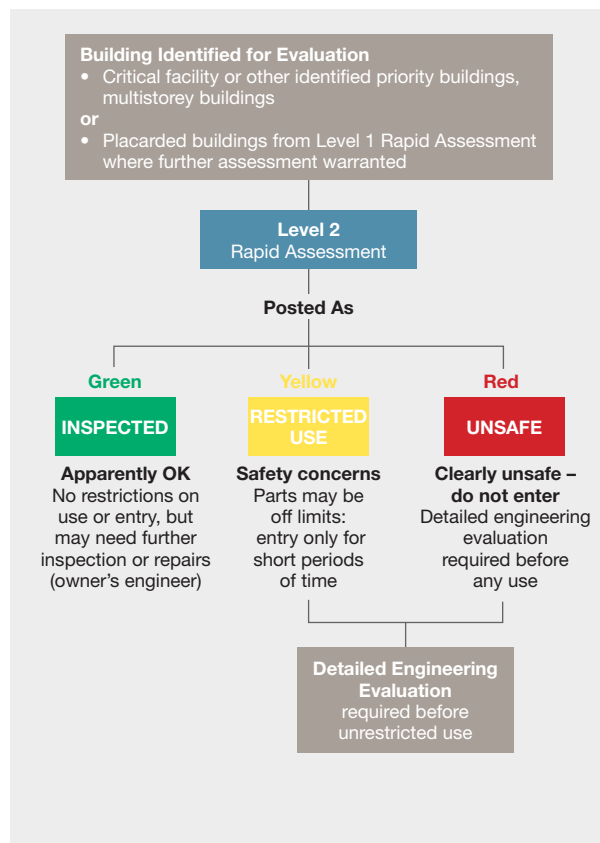 Building Identified for Evaluation
• Critical facility or other identified priority buildings,
multistorey buildings
or
• Placarded buildings from Level 1 Rapid Assessment
where further assessment warranted
Level 2
Rapid Assessment
Posted As
Green
INSPECTED
Apparently OK
No restrictions on
use or entry, but
may need further
inspection or repairs
(owner’s engineer)
Yellow
RESTRICTED
USE
Safety concerns
Parts may be
off limits:
entry only for
short periods
of time
Red
UNSAFE
Clearly unsafe –
do not enter
Detailed engineering
evaluation
required before
any use
Detailed Engineering
Evaluation
required before
unrestricted use